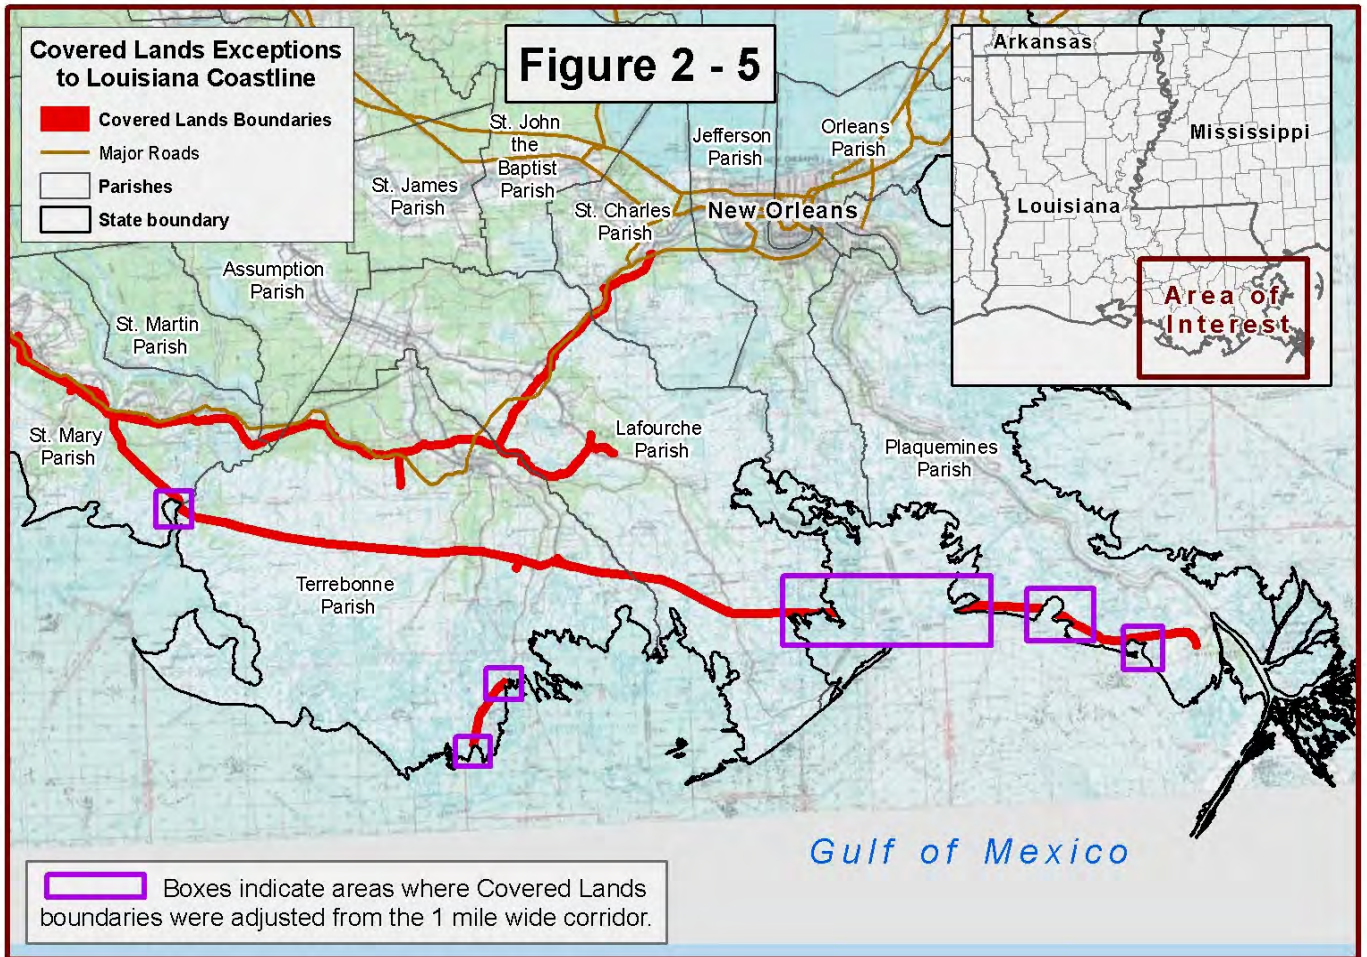 Figure 2 - 5
Covered Lands Exceptions
to Louisiana Coastline
Covered Lands Boundaries
Major Roads
Parishes
State boundary
Arkansas
Mississippi
Louisiana
Area of
Interest
St. John
the
Baptist
Parish
Jefferson
Parish
Orleans
Parish
St. James
Parish
St. Charles
Parish
New Orleans
Assumption
Parish
St. Martin
Parish
St. Mary
Parish
Lafourche
Parish
Plaquemines
Parish
Terrebonne
Parish
Gulf of Mexico
Boxes indicate areas where Covered Lands
boundaries were adjusted from the 1 mile wide corridor.